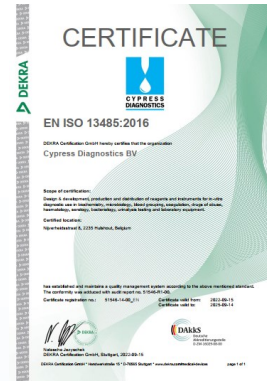 DEKRA
CERTIFICATE
CYPRESS
DIAGNOSTICS
EN ISO 13485:2016
DEKRA Certification GmbH hereby certifies that the organization
Cypress Diagnostics BV
Scope of certification:
Design & development, production and distribution of reagents and instruments for in-vitro
diagnostic use in biochemistry, microbiology, blood grouping, coagulation, drugs of abuse,
haematology, serology, bacteriology, urinalysis testing and laboratory equipment.
Certified location:
Nijverheidsstraat 8, 2235 Hulshout, Belgium
has established and maintains a quality management system according to the above mentioned standard.
The conformity was adduced with audit report no.
Certificate registration no.:
Certificate valid from: 2022-09-15
Certificate valid to: 2025-09-14
DEKRA
DAkkS
Deutsche
Akkreditierungsstelle
DEKRA Certification GmbH, Stuttgart, 2022-09-15
page 1 of 1